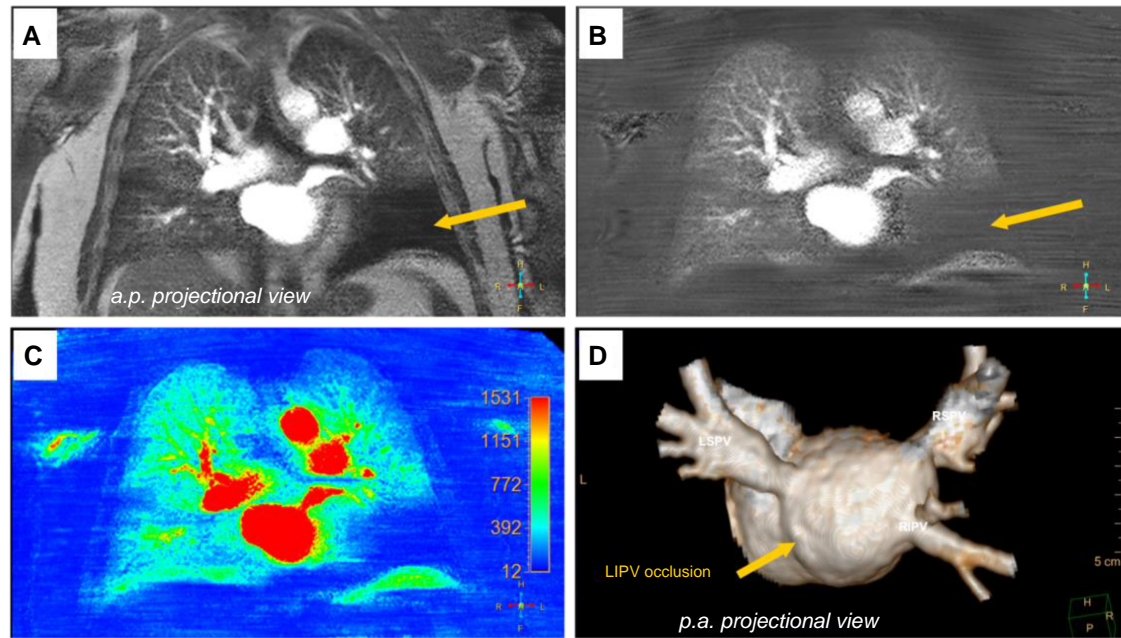 A
H
R
L
F
a.p. projectional view
B
H
R
L
F
C
1531
1151
772
392
12
H
R
L
F
D
LSPV
RSPV
RIPV
L
LIPV occlusion
5 cm
p.a. projectional view
H
R
P